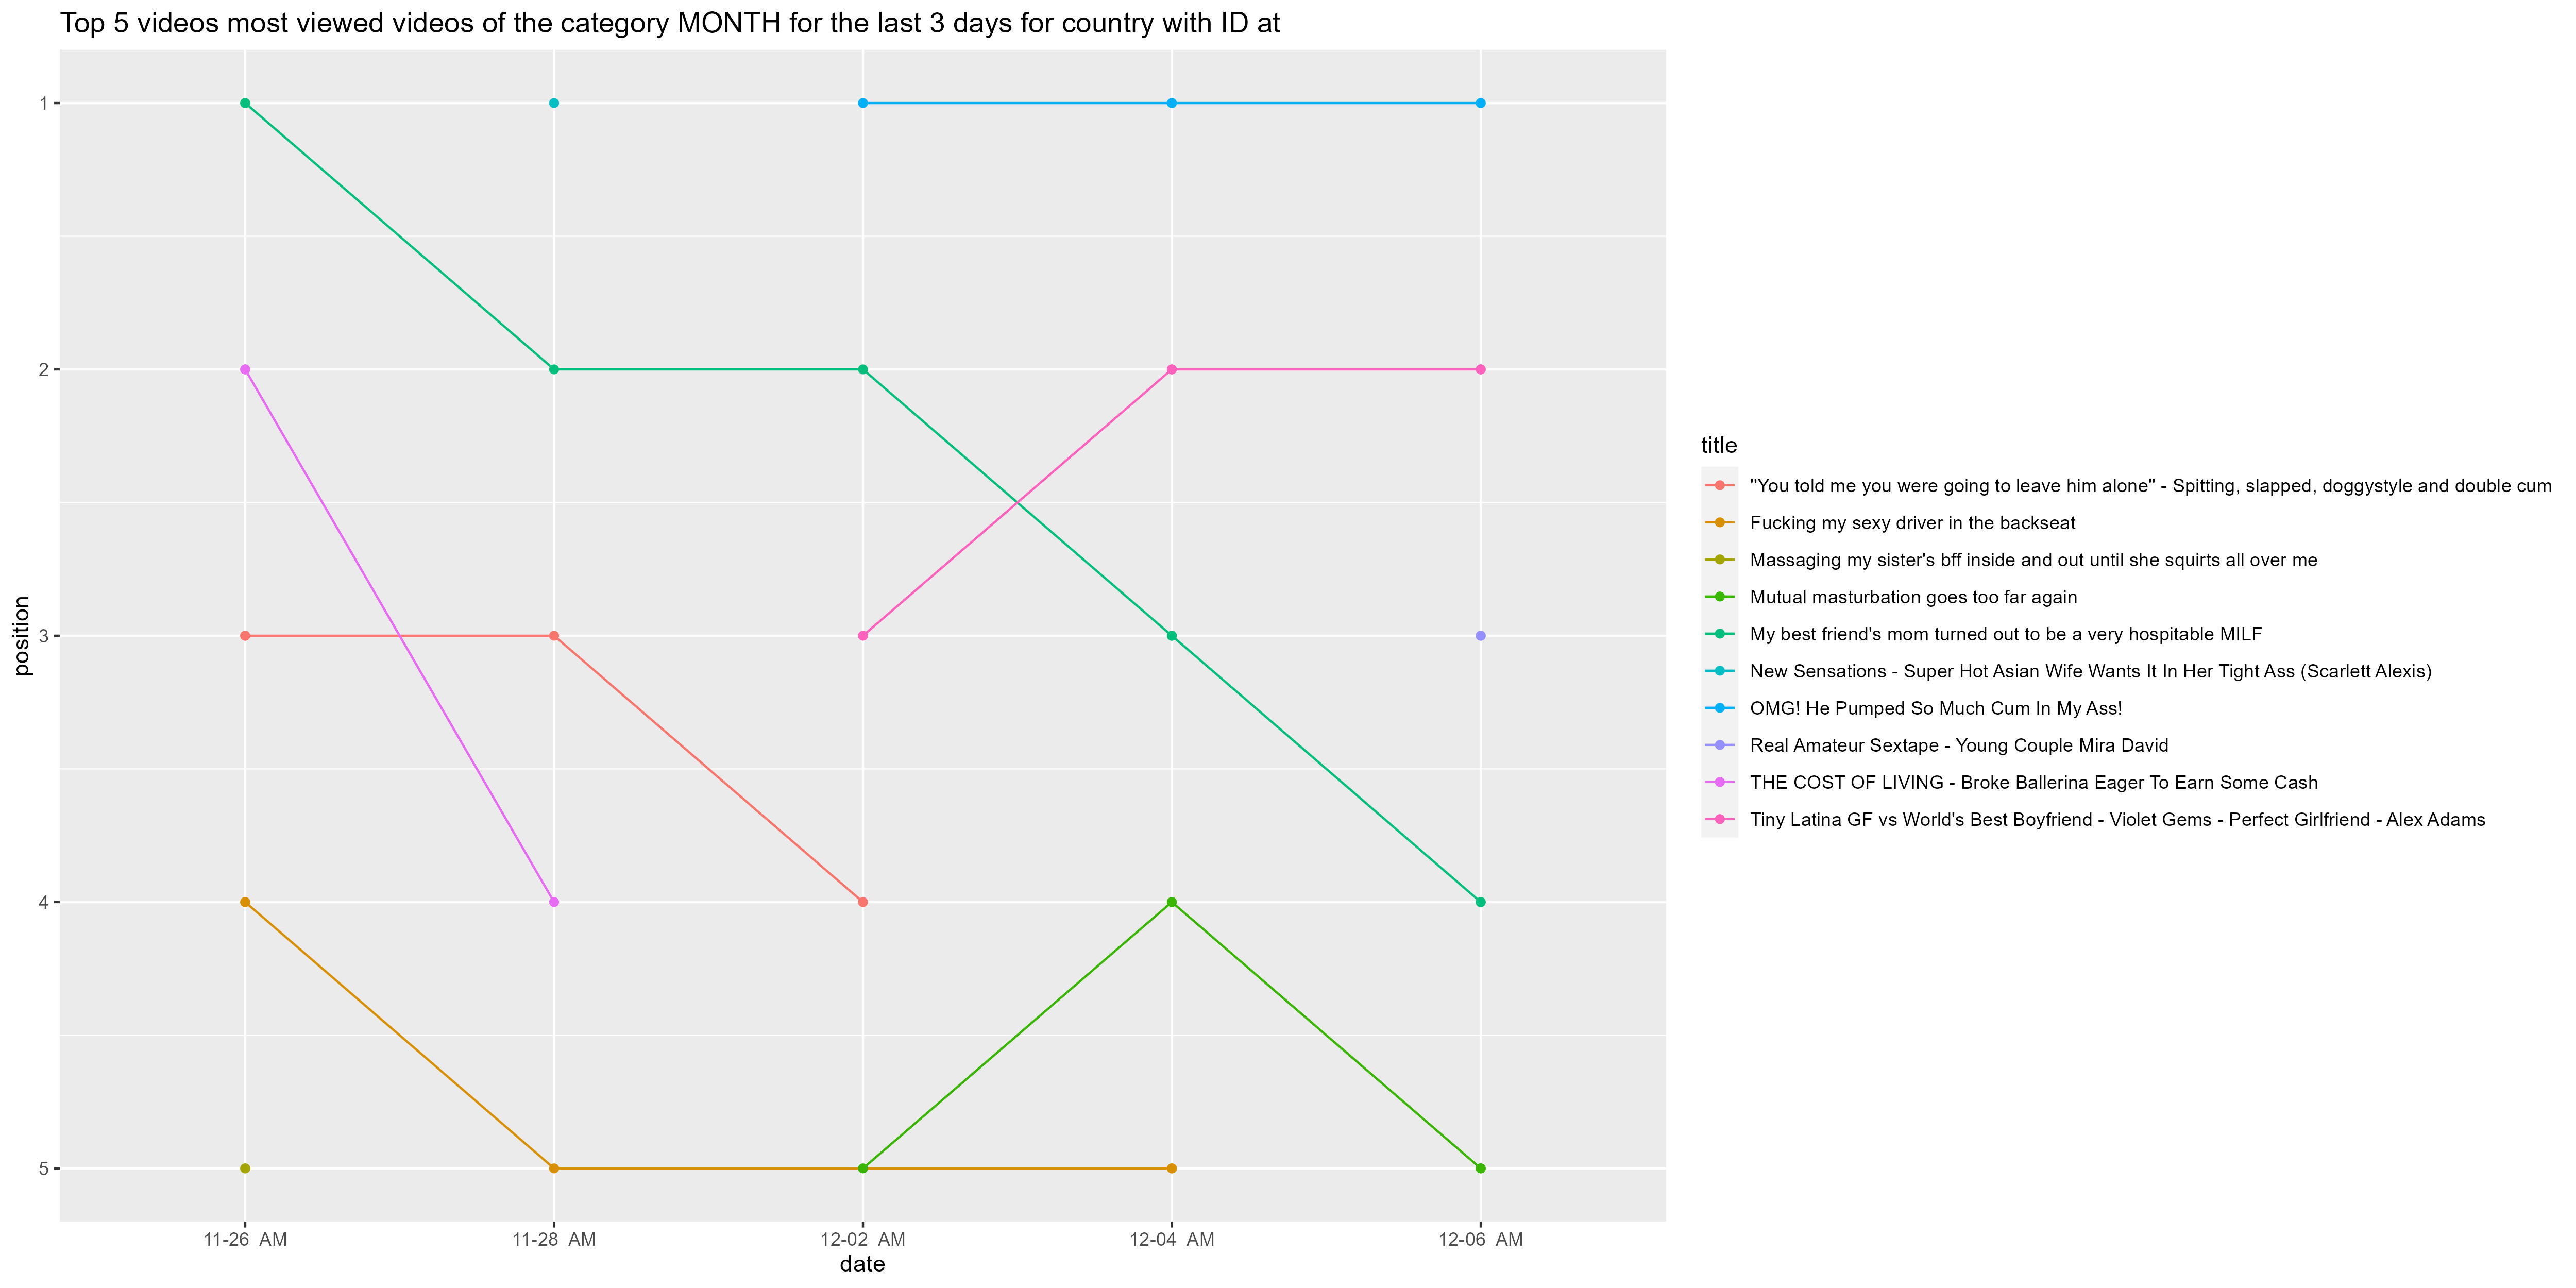 Top 5 videos most viewed videos of the category MONTH for the last 3 days for country with ID at
position
1
2
3
4
5
11-26 AM
11-28 AM
12-02 AM
12-04 AM
12-06 AM
date
title
"You told me you were going to leave him alone" - Spitting, slapped, doggystyle and double cum
Fucking my sexy driver in the backseat
Massaging my sister's bff inside and out until she squirts all over me
Mutual masturbation goes too far again
My best friend's mom turned out to be a very hospitable MILF
New Sensations - Super Hot Asian Wife Wants It In Her Tight Ass (Scarlett Alexis)
OMG! He Pumped So Much Cum In My Ass!
Real Amateur Sextape - Young Couple Mira David
THE COST OF LIVING - Broke Ballerina Eager To Earn Some Cash
Tiny Latina GF vs World's Best Boyfriend - Violet Gems - Perfect Girlfriend - Alex Adams